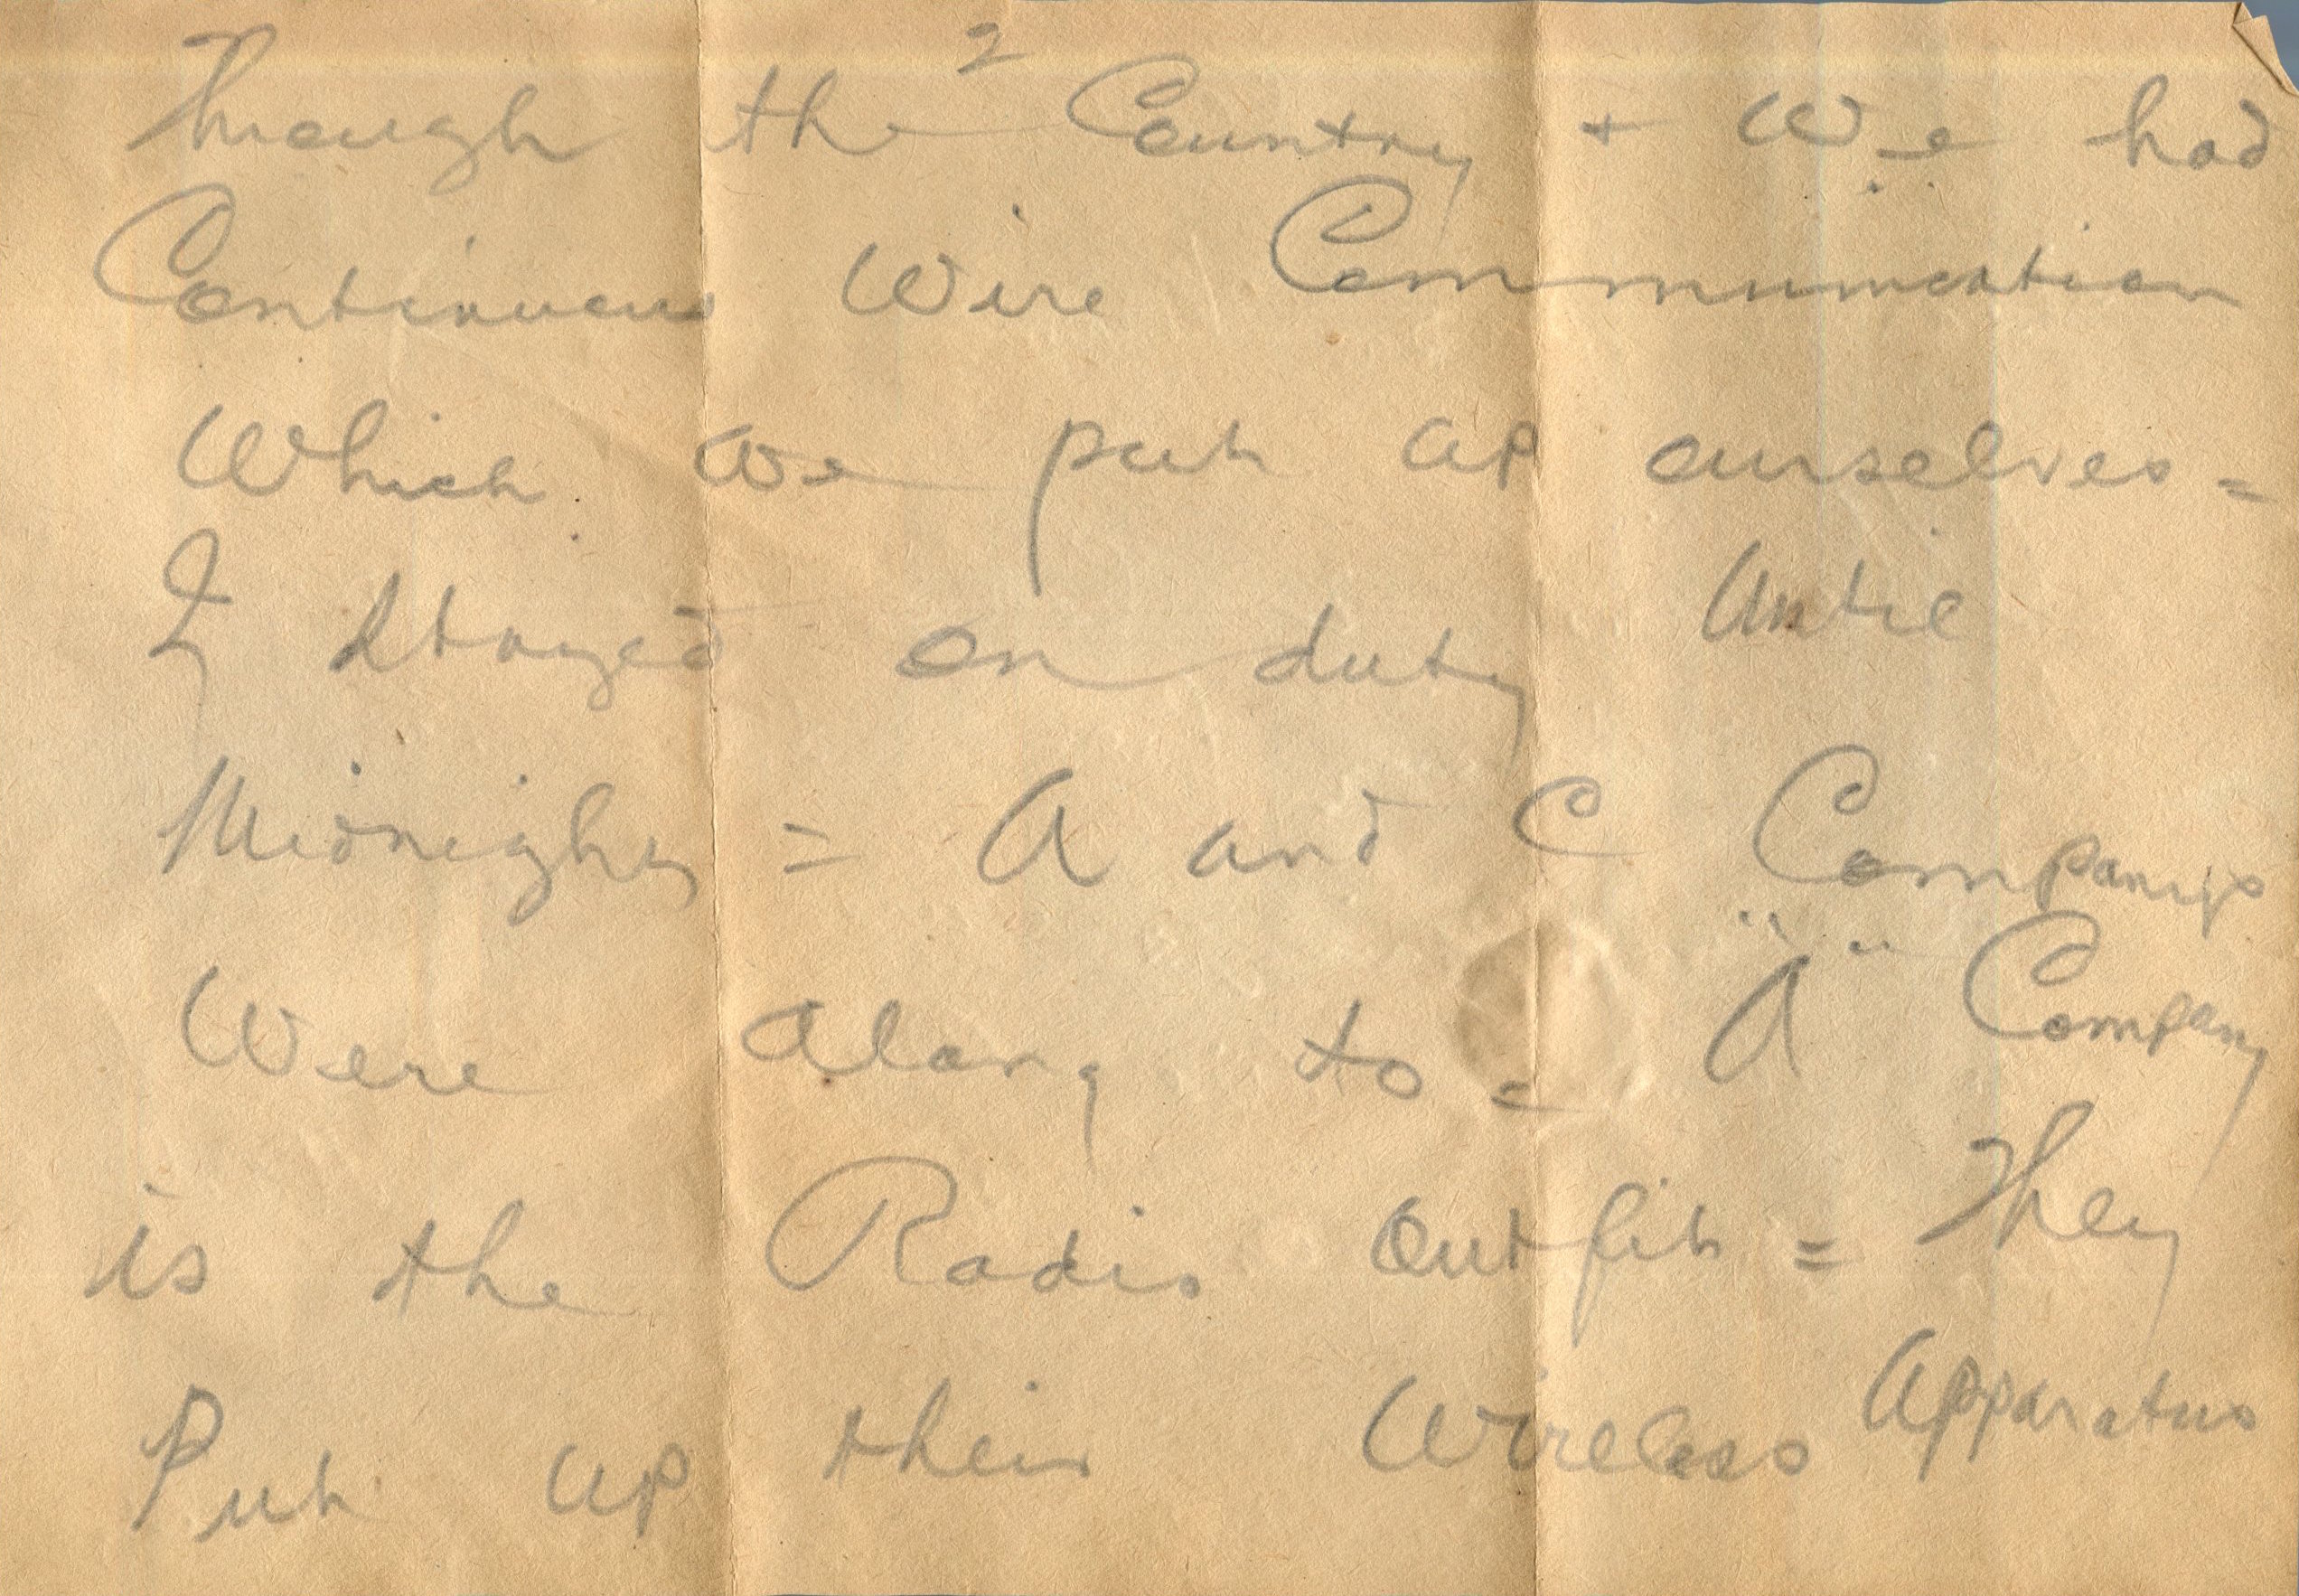 2
Through the Country + We had
Continuous Wire Communication
Which we put up ourselves =
I stayed on duty Until
Midnight = A and C Companys
Were along to = "A" Company
is the Radio Outfit = They
Put up their Wireless Apparatus